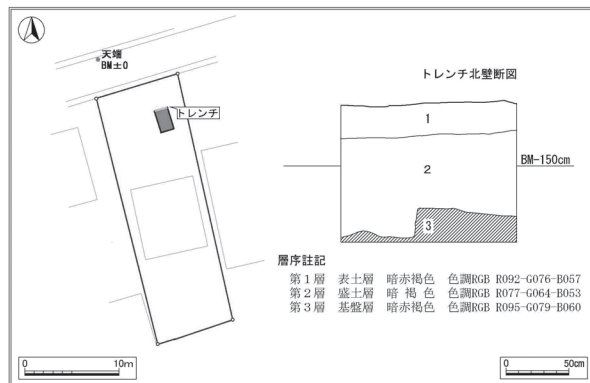 天端
BM±0
トレンチ
トレンチ北壁断図
1
2
3
BM-150cm
層序註記
第1層 表土層 暗赤褐色 色調RGB R092-G076-B057
第2層 盛土層 暗 褐 色 色調RGB R077-G064-B053
第3層 基盤層 暗赤褐色 色調RGB R095-G079-B060
0 10m
0 50cm